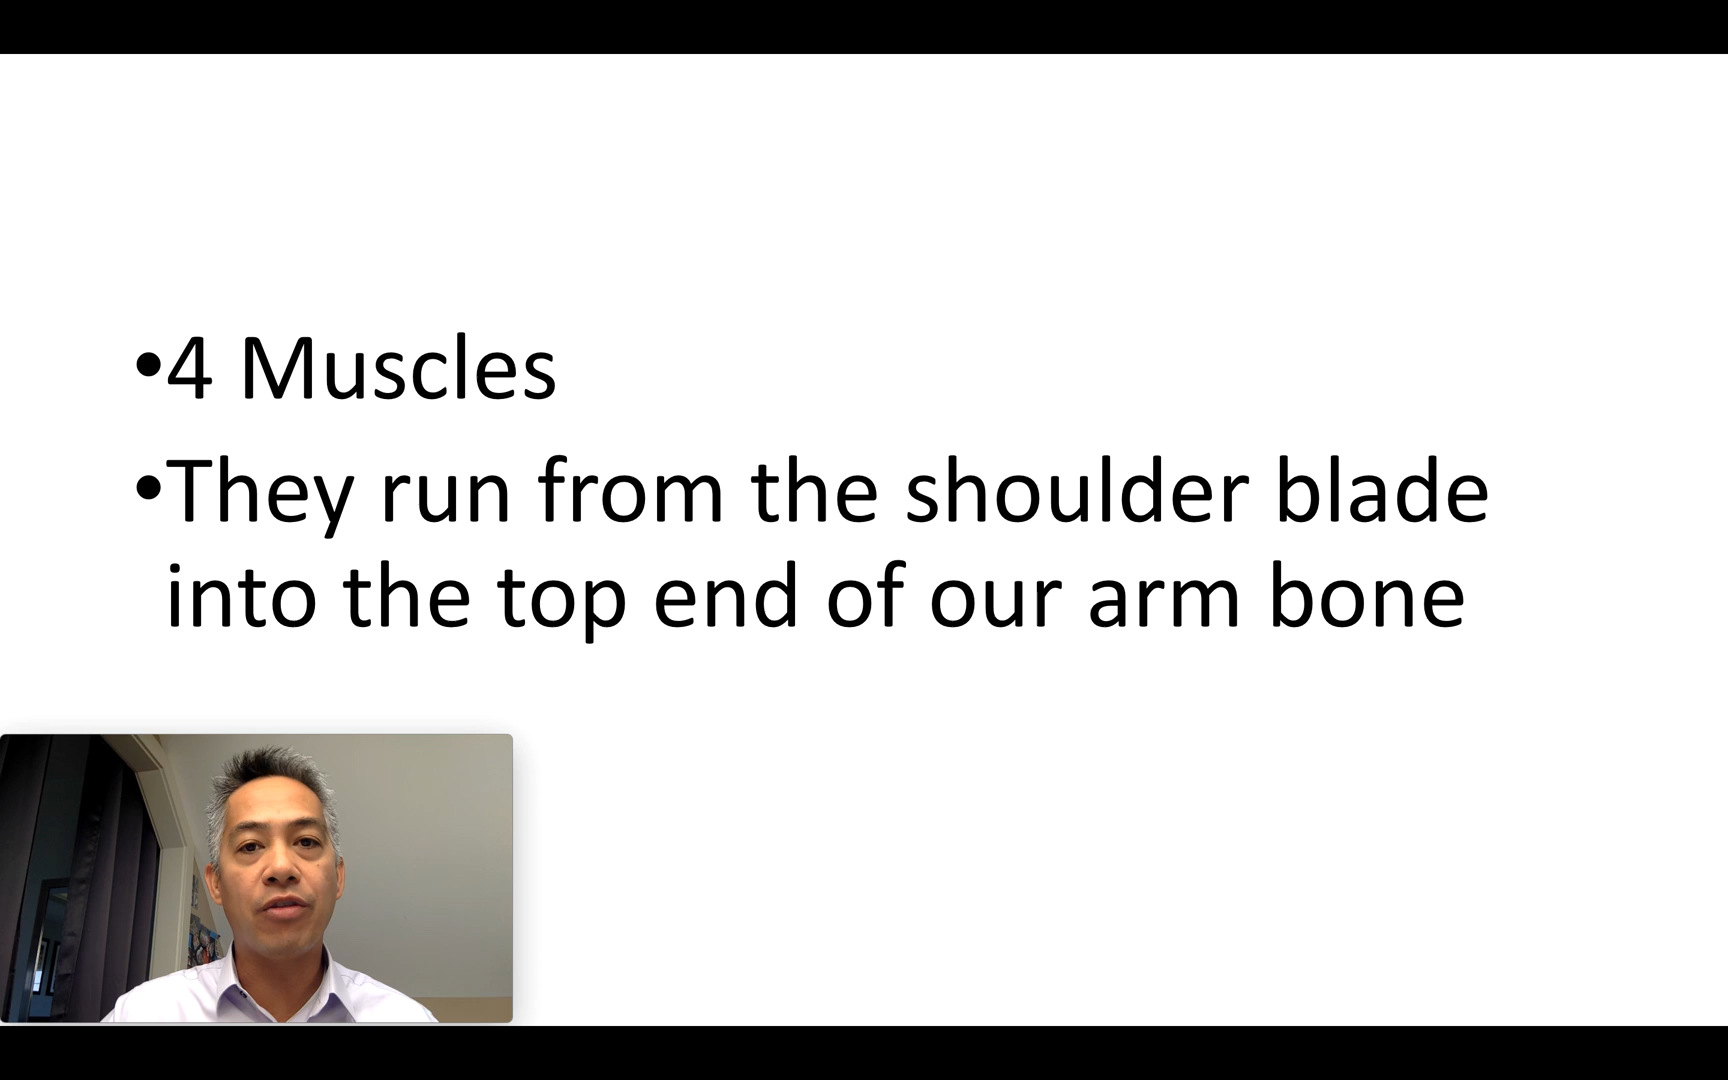 •4 Muscles
•They run from the shoulder blade
into the top end of our arm bone